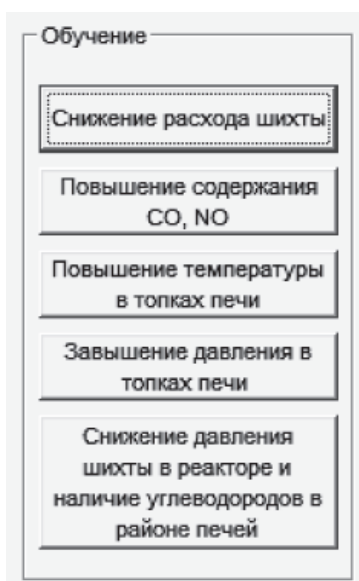 Обучение
Снижение расхода шихты
Повышение содержания
CO, NO
Повышение температуры
в топках печи
Завышение давления в
топках печи
Снижение давления
шихты в реакторе и
наличие углеводородов в
районе печей